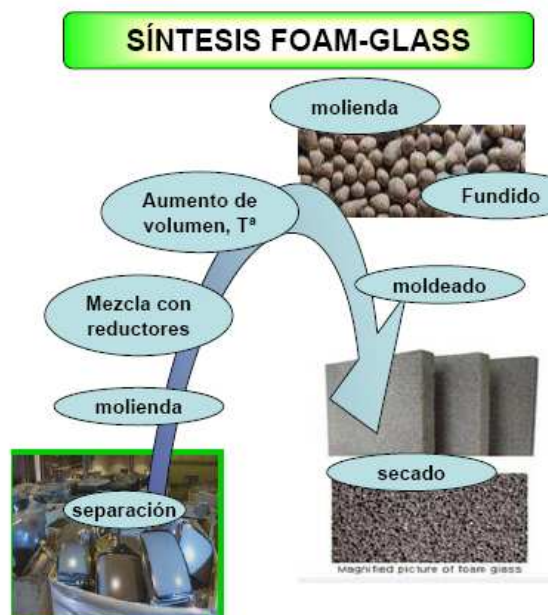 SÍNTESIS FOAM-GLASS
molienda
Fundido
Aumento de
volumen, Tª
moldeado
Mezcla con
reductores
molienda
secado
separación
Magnified picture of foam glass